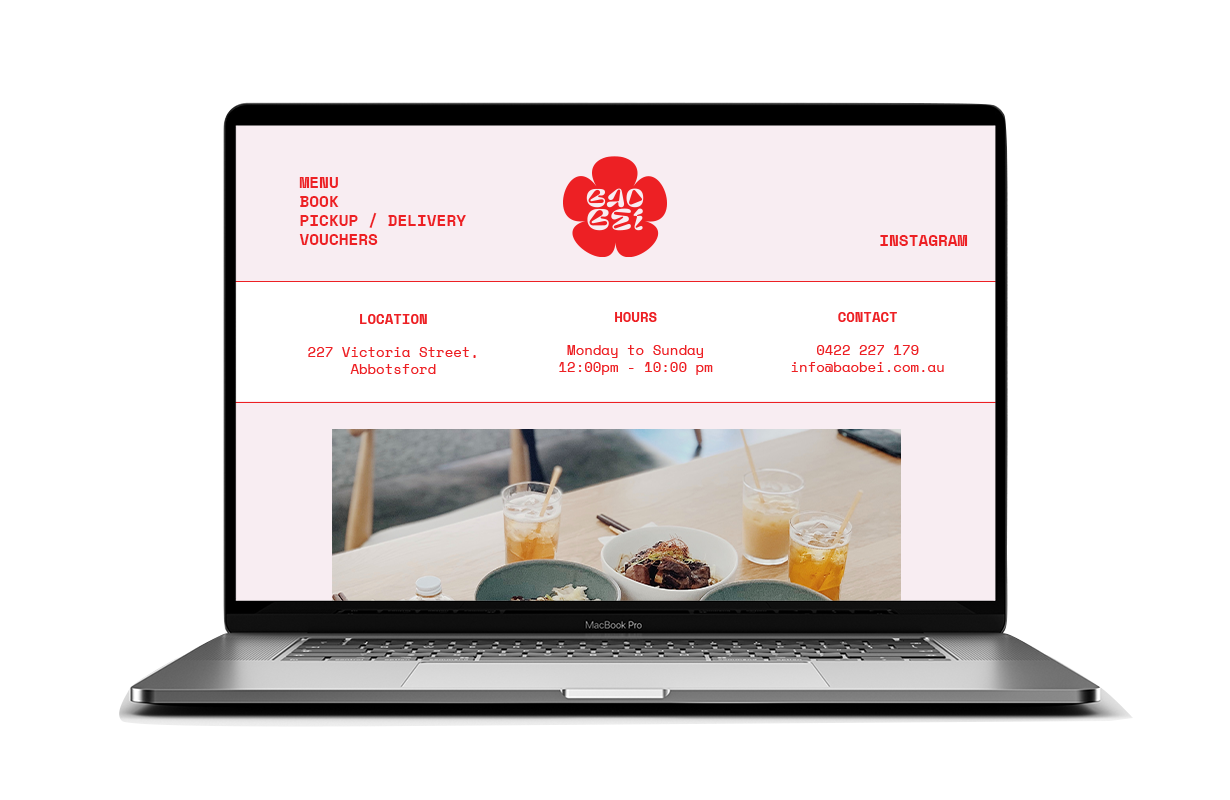 MENU
BOOK
PICKUP / DELIVERY
VOUCHERS
BAO
BEI
INSTAGRAM
LOCATION
227 Victoria Street,
Abbotsford
HOURS
Monday to Sunday
12:00pm - 10:00 pm
CONTACT
0422 227 179
info@baobei.com.au
MacBook Pro